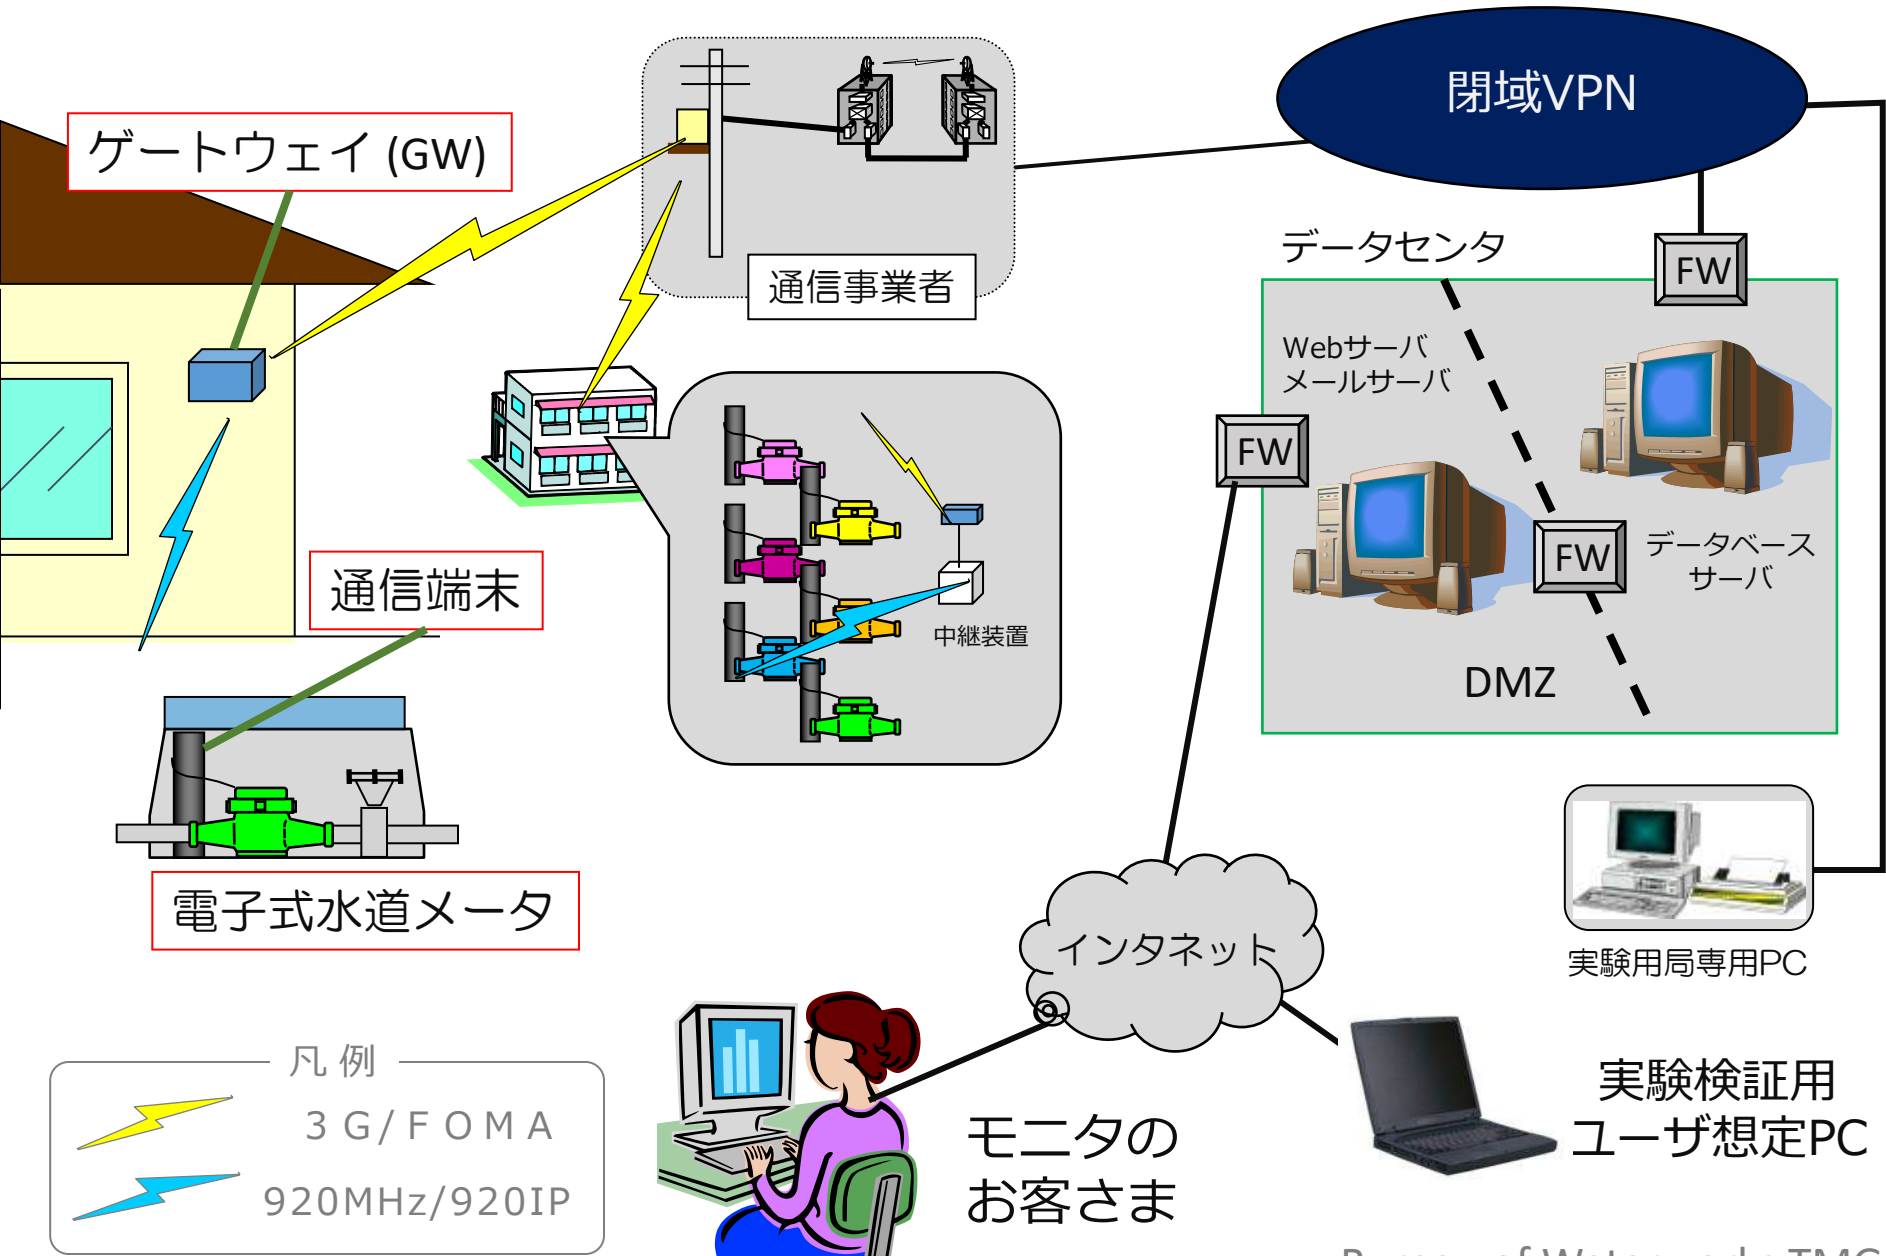 閉域VPN
ゲートウェイ (GW)
通信事業者
データセンタ
FW
Webサーバ
メールサーバ
FW
FW
データベース
サーバ
通信端末
中継装置
DMZ
電子式水道メータ
インタネット
実験用局専用PC
凡 例
3 G / F O M A
920MHz/920IP
モニタの
お客さま
実験検証用
ユーザ想定PC